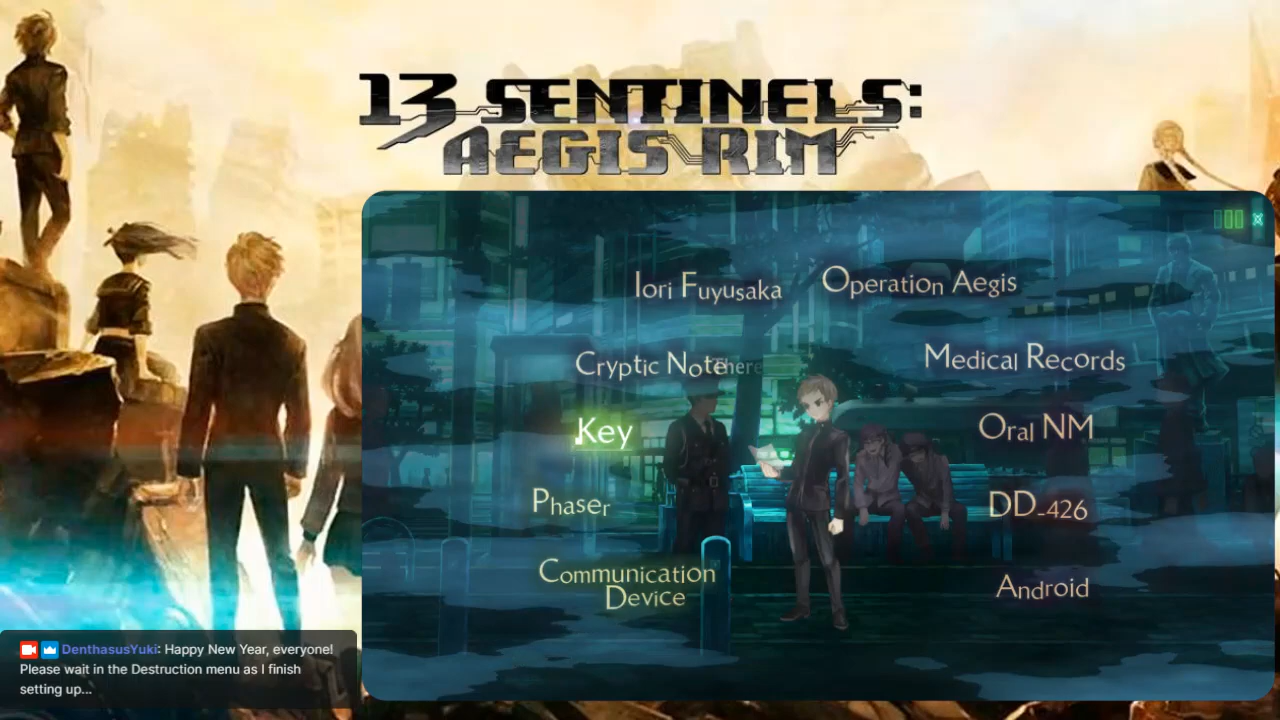 13 SENTINELS:
AEGIS RIM
Iori Fuyusaka
Operation Aegis
Cryptic Note
There
Medical Records
Key
Oral NM
Phaser
DD-426
Communication
Device
Android
DenthasusYuki: Happy New Year, everyone!
Please wait in the Destruction menu as I finish
setting up...